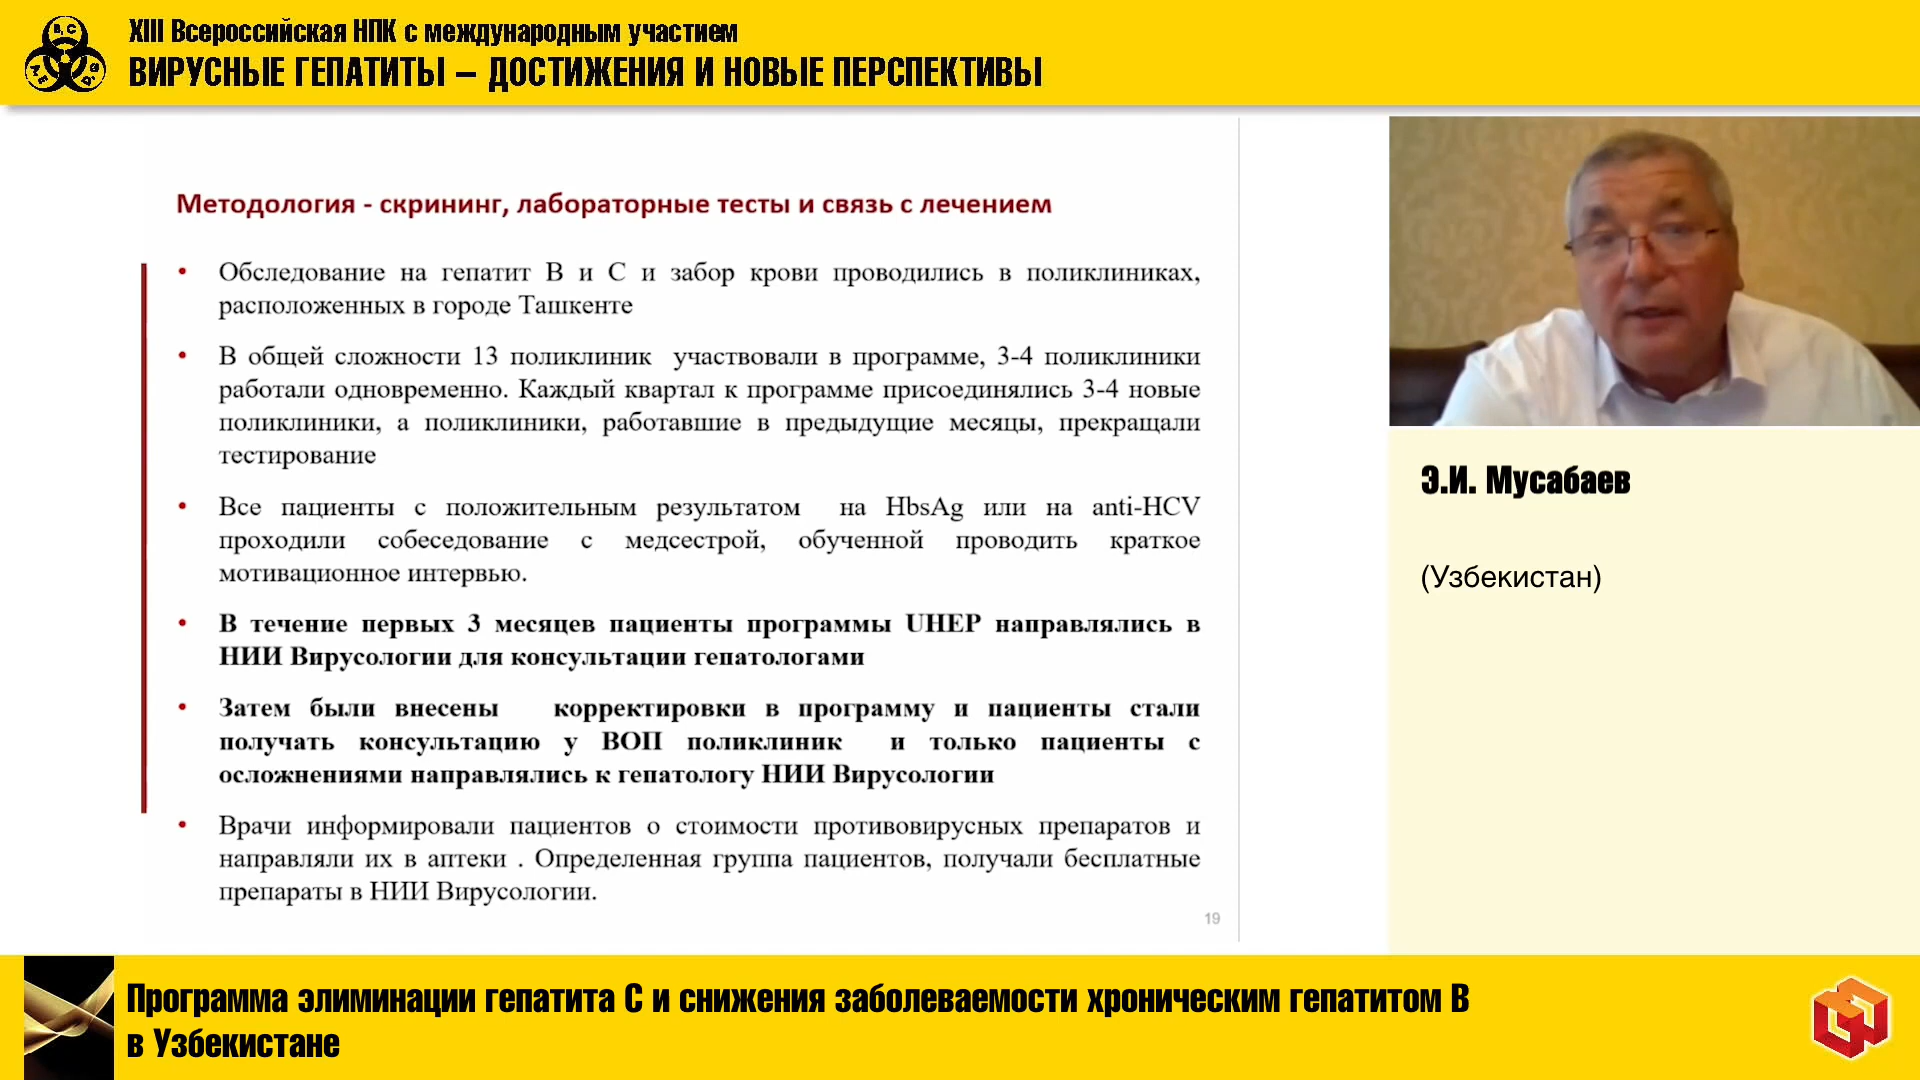 XIII Всероссийская НПК с международным участием
ВИРУСНЫЕ ГЕПАТИТЫ – ДОСТИЖЕНИЯ И НОВЫЕ ПЕРСПЕКТИВЫ
Методология - скрининг, лабораторные тесты и связь с лечением
• Обследование на гепатит В и С и забор крови проводились в поликлиниках,
расположенных в городе Ташкенте
• В общей сложности 13 поликлиник участвовали в программе, 3-4 поликлиники
работали одновременно. Каждый квартал к программе присоединялись 3-4 новые
поликлиники, а поликлиники, работавшие в предыдущие месяцы, прекращали
тестирование
• Все пациенты с положительным результатом на HbsAg или на anti-HCV
проходили собеседование с медсестрой, обученной проводить краткое
мотивационное интервью.
• В течение первых 3 месяцев пациенты программы UHEP направлялись в
НИИ Вирусологии для консультации гепатологами
• Затем были внесены корректировки в программу и пациенты стали
получать консультацию у ВОП поликлиник и только пациенты с
осложнениями направлялись к гепатологу НИИ Вирусологии
• Врачи информировали пациентов о стоимости противовирусных препаратов и
направляли их в аптеки . Определенная группа пациентов, получали бесплатные
препараты в НИИ Вирусологии.
19
Э.И. Мусабаев
(Узбекистан)
Программа элиминации гепатита С и снижения заболеваемости хроническим гепатитом В
в Узбекистане